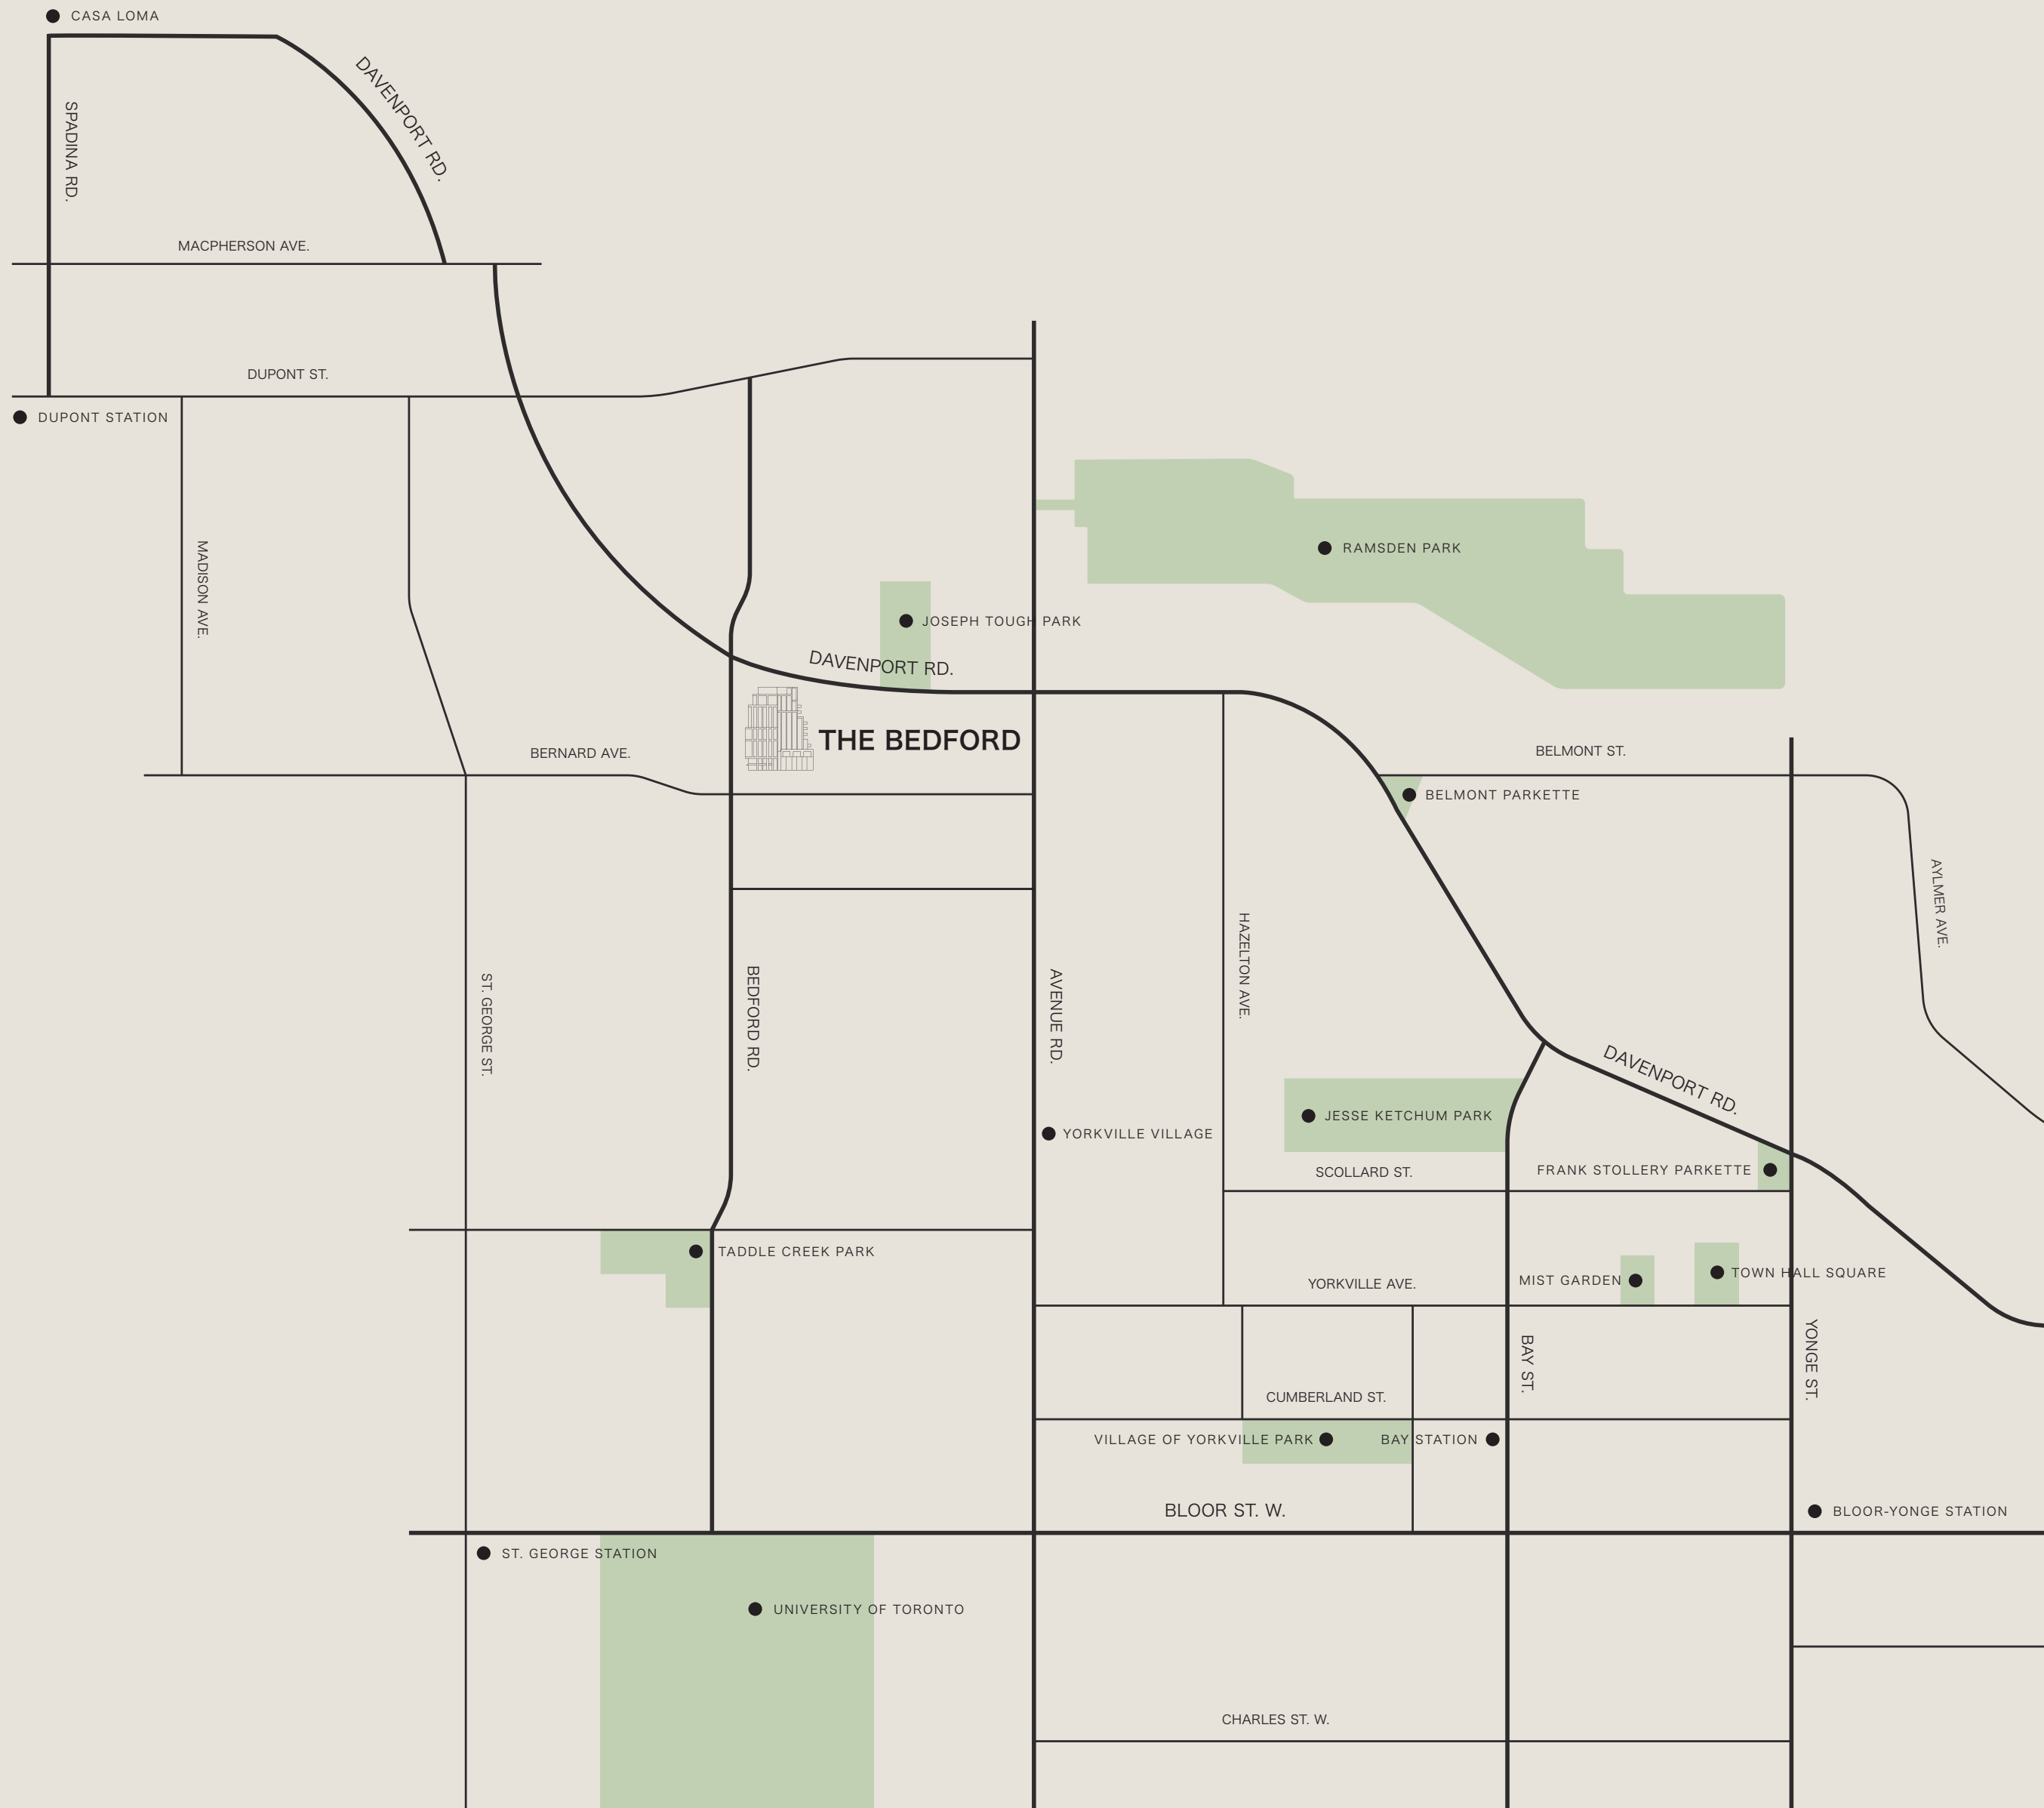 CASA LOMA
DAVENPORT RD.
SPADINA RD.
MACPHERSON AVE.
DUPONT ST.
DUPONT STATION
MADISON AVE.
RAMSDEN PARK
JOSEPH TOUGH PARK
DAVENPORT RD.
THE BEDFORD
BERNARD AVE.
BELMONT ST.
BELMONT PARKETTE
AYLMER AVE.
HAZELTON AVE.
ST. GEORGE ST.
BEDFORD RD.
AVENUE RD.
DAVENPORT RD.
JESSE KETCHUM PARK
YORKVILLE VILLAGE
SCOLLARD ST.
FRANK STOLLERY PARKETTE
TADDLE CREEK PARK
YORKVILLE AVE.
MIST GARDEN
TOWN HALL SQUARE
BAY ST.
YONGE ST.
CUMBERLAND ST.
VILLAGE OF YORKVILLE PARK
BAY STATION
BLOOR ST. W.
BLOOR-YONGE STATION
ST. GEORGE STATION
UNIVERSITY OF TORONTO
CHARLES ST. W.